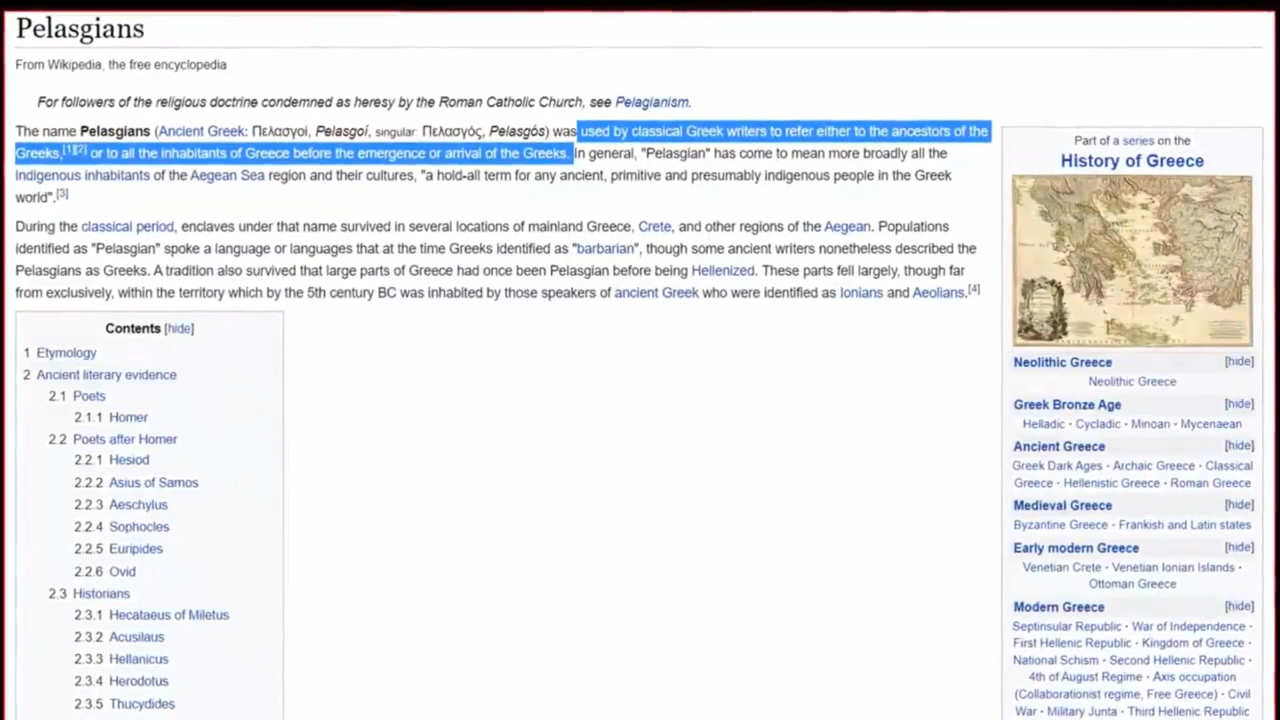 Pelasgians
From Wikipedia, the free encyclopedia
For followers of the religious doctrine condemned as heresy by the Roman Catholic Church, see Pelagianism.
The name Pelasgians (Ancient Greek: Πελασγοί, Pelasgoí, singular: Πελασγός, Pelasgós) was used by classical Greek writers to refer either to the ancestors of the
Greeks,[1][2] or to all the inhabitants of Greece before the emergence or arrival of the Greeks. In general, "Pelasgian" has come to mean more broadly all the
indigenous inhabitants of the Aegean Sea region and their cultures, "a hold-all term for any ancient, primitive and presumably indigenous people in the Greek
world".[3]
During the classical period, enclaves under that name survived in several locations of mainland Greece, Crete, and other regions of the Aegean. Populations
identified as "Pelasgian" spoke a language or languages that at the time Greeks identified as "barbarian", though some ancient writers nonetheless described the
Pelasgians as Greeks. A tradition also survived that large parts of Greece had once been Pelasgian before being Hellenized. These parts fell largely, though far
from exclusively, within the territory which by the 5th century BC was inhabited by those speakers of ancient Greek who were identified as Ionians and Aeolians.[4]
Contents [hide]
1 Etymology
2 Ancient literary evidence
2.1 Poets
2.1.1 Homer
2.2 Poets after Homer
2.2.1 Hesiod
2.2.2 Asius of Samos
2.2.3 Aeschylus
2.2.4 Sophocles
2.2.5 Euripides
2.2.6 Ovid
2.3 Historians
2.3.1 Hecataeus of Miletus
2.3.2 Acusilaus
2.3.3 Hellanicus
2.3.4 Herodotus
2.3.5 Thucydides
Part of a series on the
History of Greece
Neolithic Greece [hide]
Neolithic Greece
Greek Bronze Age [hide]
Helladic · Cycladic · Minoan · Mycenaean
Ancient Greece [hide]
Greek Dark Ages · Archaic Greece · Classical
Greece · Hellenistic Greece · Roman Greece
Medieval Greece [hide]
Byzantine Greece · Frankish and Latin states
Early modern Greece [hide]
Venetian Crete · Venetian Ionian Islands ·
Ottoman Greece
Modern Greece [hide]
Septinsular Republic · War of Independence ·
First Hellenic Republic · Kingdom of Greece ·
National Schism · Second Hellenic Republic ·
4th of August Regime · Axis occupation
(Collaborationist regime, Free Greece) · Civil
War · Military Junta · Third Hellenic Republic